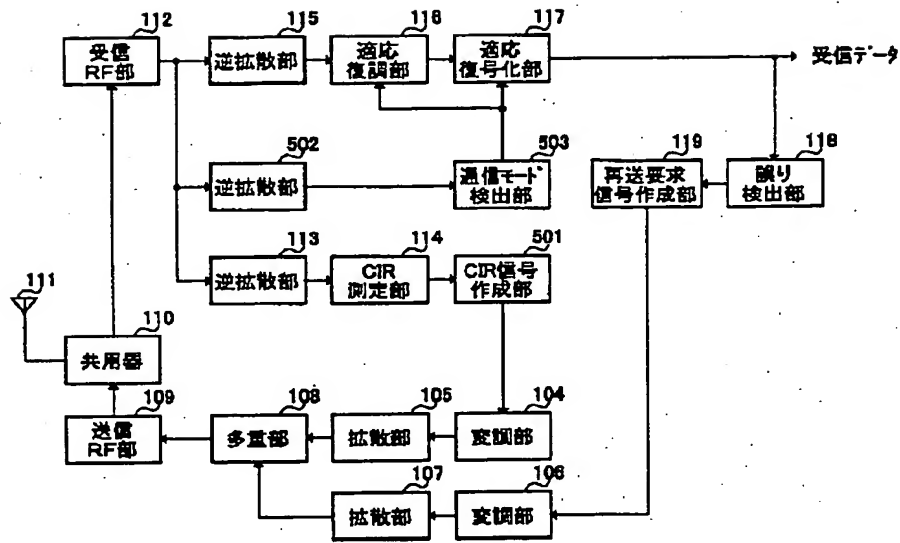 112
受信
RF部
115
逆拡散部
116
適応
復調部
117
適応
復号化部
受信データ
502
逆拡散部
503
通信モード
検出部
119
再送要求
信号作成部
118
誤り
検出部
113
逆拡散部
114
CIR
測定部
501
CIR信号
作成部
111
110
共用器
109
送信
RF部
108
多重部
105
拡散部
104
変調部
107
拡散部
106
変調部